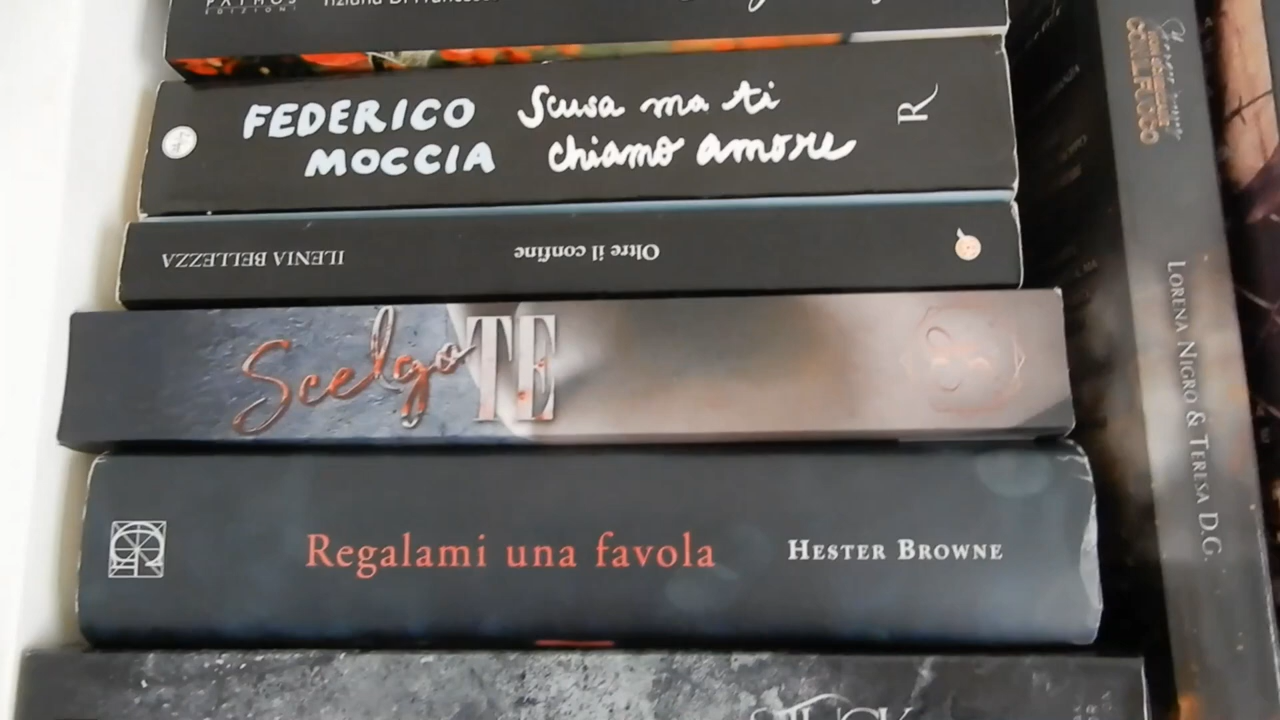 EDIZIONI
FEDERICO
MOCCIA
Scusa ma ti
chiamo amore
R
ILENIA BELLEZZA
Oltre il confine
Scelgo TE
Regalami una favola
HESTER BROWNE
LORENA NIGRO & TERESA D.G.